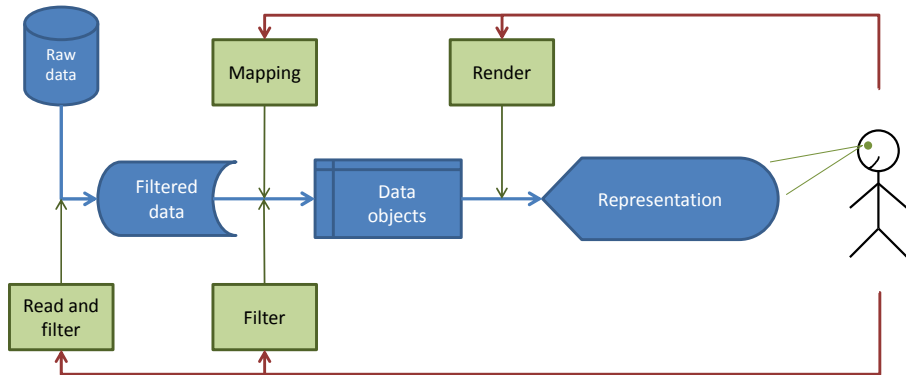 Raw
data
Mapping
Render
Filtered
data
Data
objects
Representation
Read and
filter
Filter